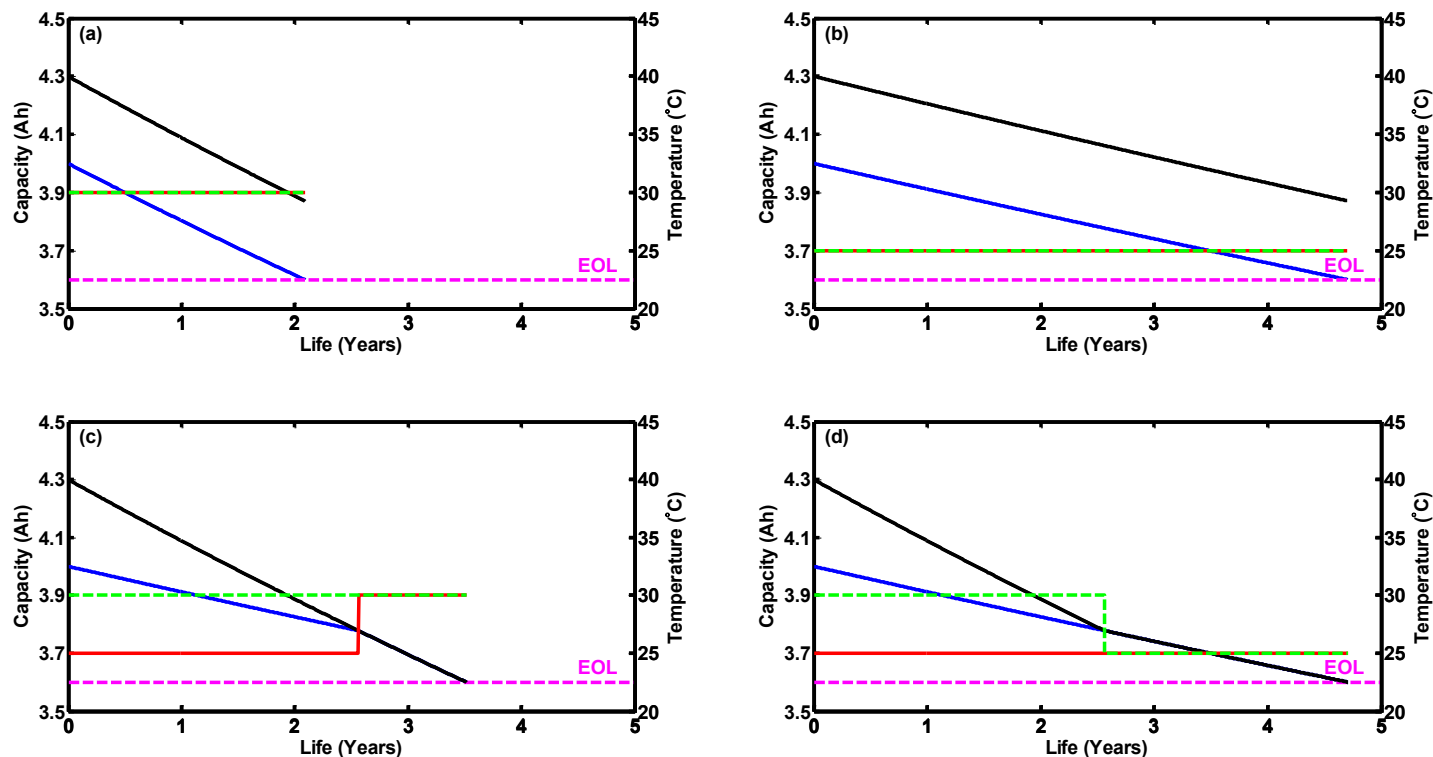 (a)
4.5
4.3
4.1
3.9
3.7
3.5
Capacity (Ah)
45
40
35
30
25
20
Temperature (˚C)
EOL
0 1 2 3 4 5
Life (Years)
(b)
4.5
4.3
4.1
3.9
3.7
3.5
Capacity (Ah)
45
40
35
30
25
20
Temperature (˚C)
EOL
0 1 2 3 4 5
Life (Years)
(c)
4.5
4.3
4.1
3.9
3.7
3.5
Capacity (Ah)
45
40
35
30
25
20
Temperature (˚C)
EOL
0 1 2 3 4 5
Life (Years)
(d)
4.5
4.3
4.1
3.9
3.7
3.5
Capacity (Ah)
45
40
35
30
25
20
Temperature (˚C)
EOL
0 1 2 3 4 5
Life (Years)